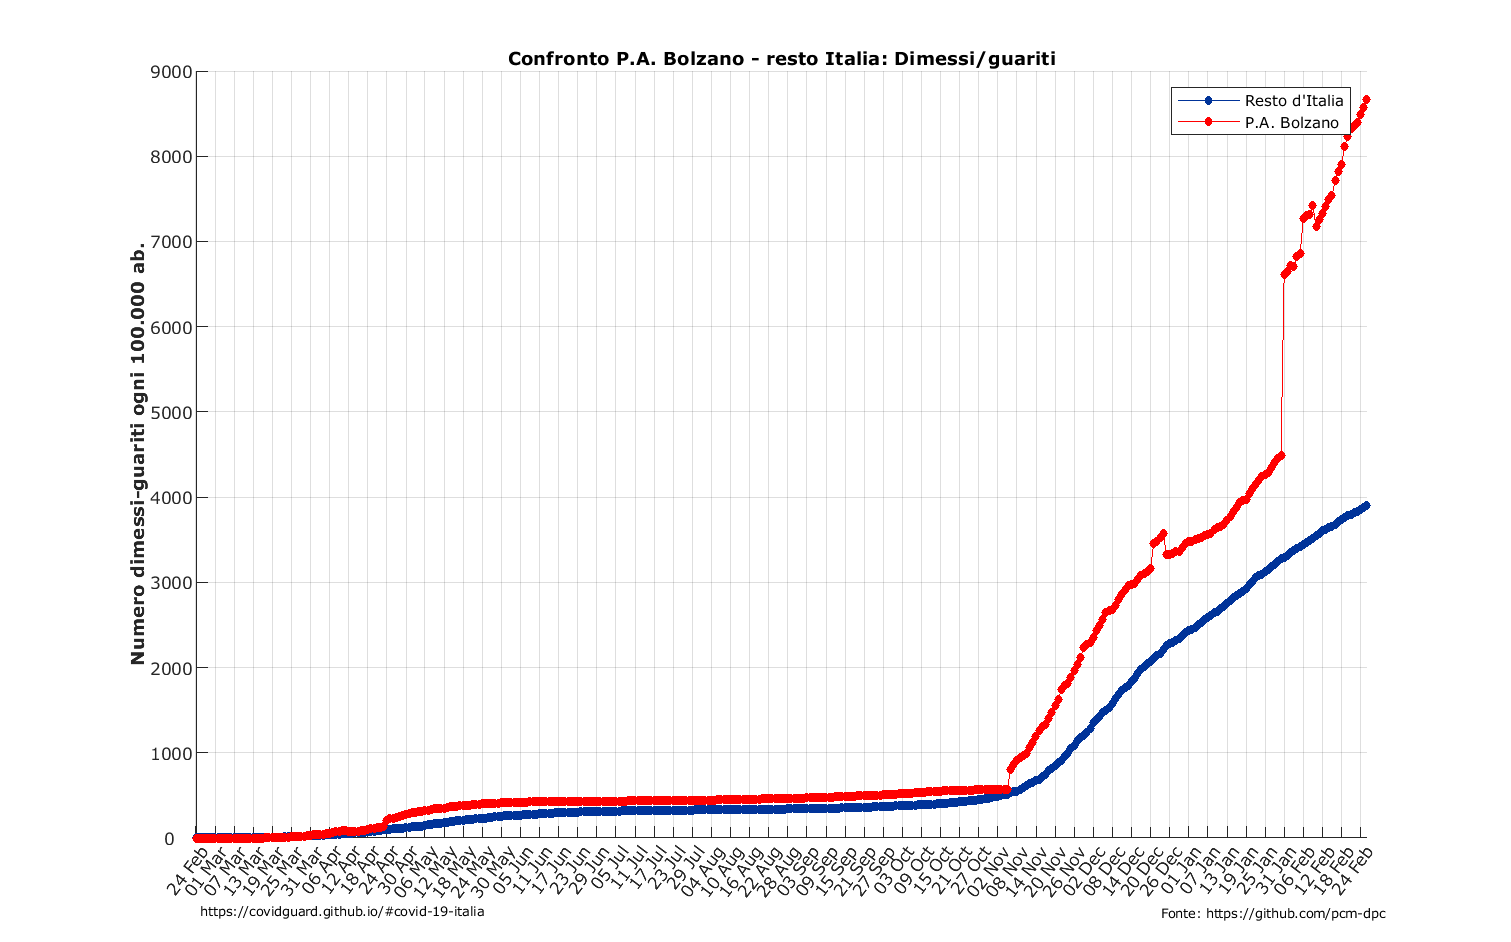 Confronto P.A. Bolzano - resto Italia: Dimessi/guariti
Numero dimessi-guariti ogni 100.000 ab.
9000
8000
7000
6000
5000
4000
3000
2000
1000
0
Resto d'Italia
P.A. Bolzano
24 Feb
01 Mar
07 Mar
13 Mar
19 Mar
25 Mar
31 Mar
06 Apr
12 Apr
18 Apr
24 Apr
30 Apr
06 May
12 May
18 May
24 May
30 May
05 Jun
11 Jun
17 Jun
23 Jun
29 Jun
05 Jul
11 Jul
17 Jul
23 Jul
29 Jul
04 Aug
10 Aug
16 Aug
22 Aug
28 Aug
03 Sep
09 Sep
15 Sep
21 Sep
27 Sep
03 Oct
09 Oct
15 Oct
21 Oct
27 Oct
02 Nov
08 Nov
14 Nov
20 Nov
26 Nov
02 Dec
08 Dec
14 Dec
20 Dec
26 Dec
01 Jan
07 Jan
13 Jan
19 Jan
25 Jan
31 Jan
06 Feb
12 Feb
18 Feb
24 Feb
https://covidguard.github.io/#covid-19-italia
Fonte: https://github.com/pcm-dpc